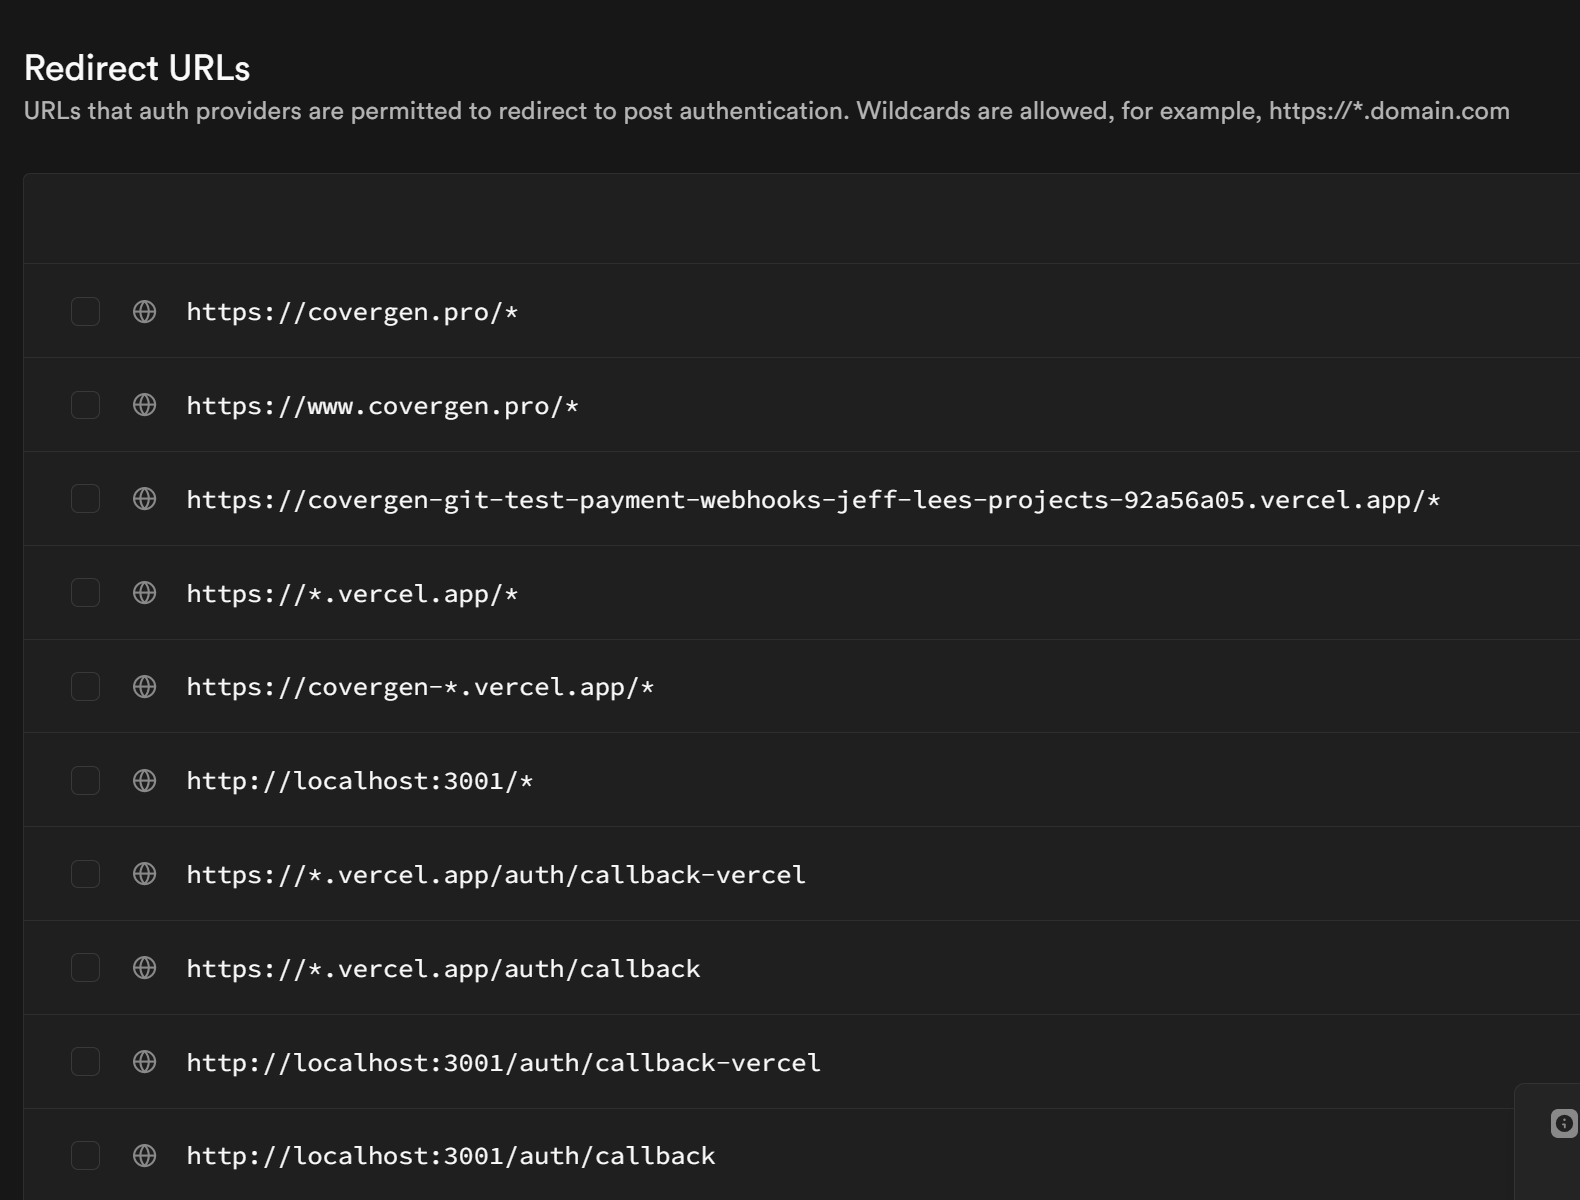 Redirect URLs
URLs that auth providers are permitted to redirect to post authentication. Wildcards are allowed, for example, https://*.domain.com
https://covergen.pro/*
https://www.covergen.pro/*
https://covergen-git-test-payment-webhooks-jeff-lees-projects-92a56a05.vercel.app/*
https://*.vercel.app/*
https://covergen-*.vercel.app/*
http://localhost:3001/*
https://*.vercel.app/auth/callback-vercel
https://*.vercel.app/auth/callback
http://localhost:3001/auth/callback-vercel
http://localhost:3001/auth/callback